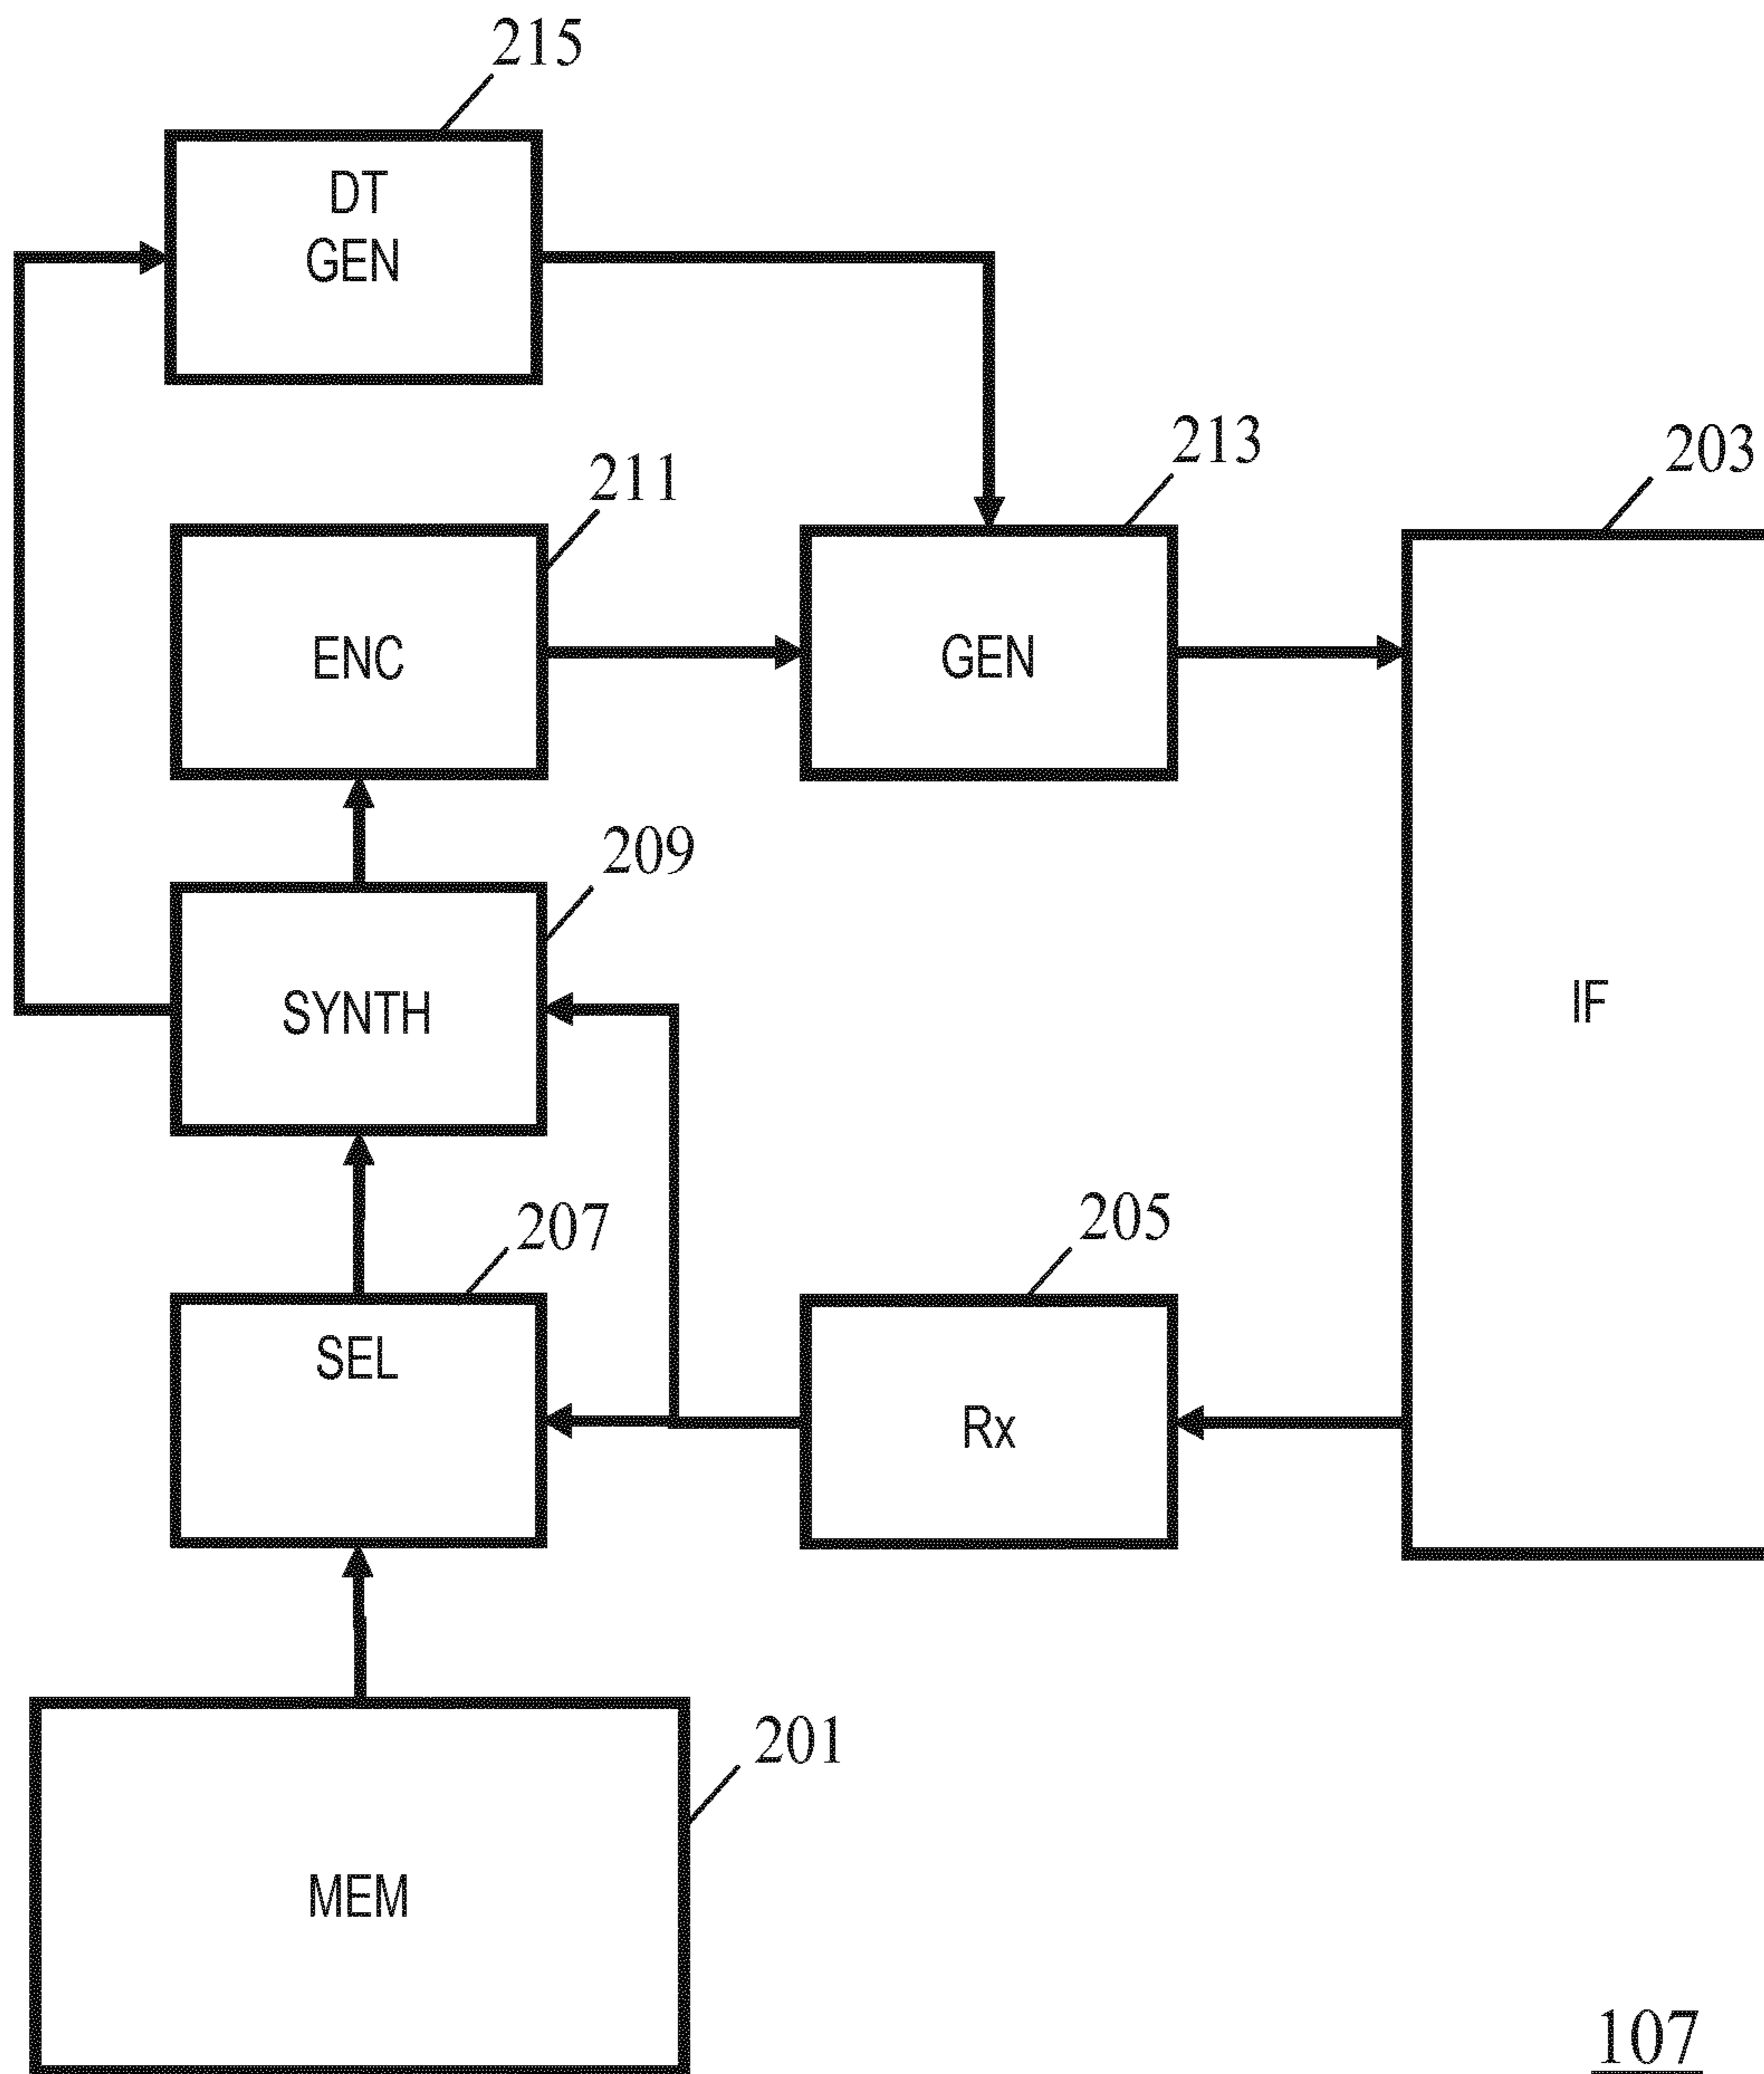 215
DT
GEN
213
203
211
ENC
GEN
209
SYNTH
IF
207
205
SEL
Rx
201
MEM
107